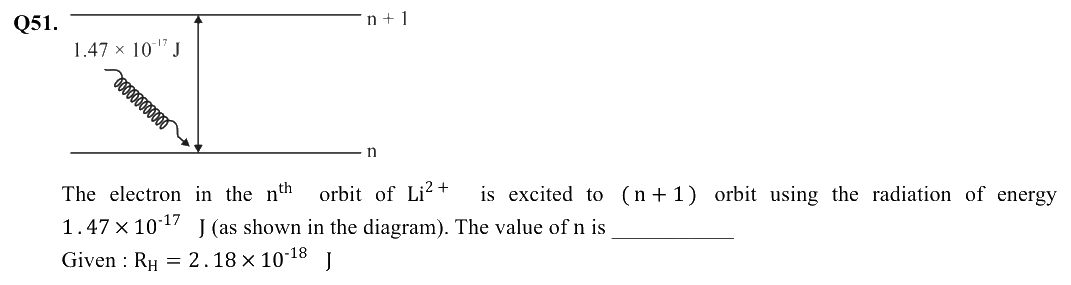 Q51.
n + 1
1.47 × 10⁻¹⁷ J
n
The electron in the nᵗʰ orbit of Li²⁺ is excited to (n + 1) orbit using the radiation of energy
1.47 × 10⁻¹⁷ J (as shown in the diagram). The value of n is ___________
Given : R_H = 2.18 × 10⁻¹⁸ J